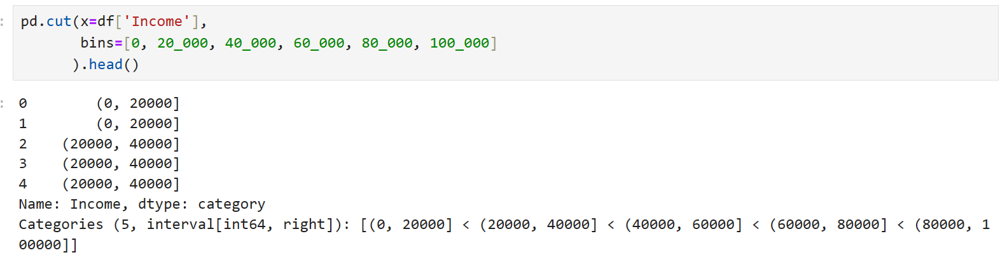 pd.cut(x=df['Income'],
       bins=[0, 20_000, 40_000, 60_000, 80_000, 100_000]
      ).head()
0        (0, 20000]
1        (0, 20000]
2    (20000, 40000]
3    (20000, 40000]
4    (20000, 40000]
Name: Income, dtype: category
Categories (5, interval[int64, right]): [(0, 20000] < (20000, 40000] < (40000, 60000] < (60000, 80000] < (80000, 1
00000]]